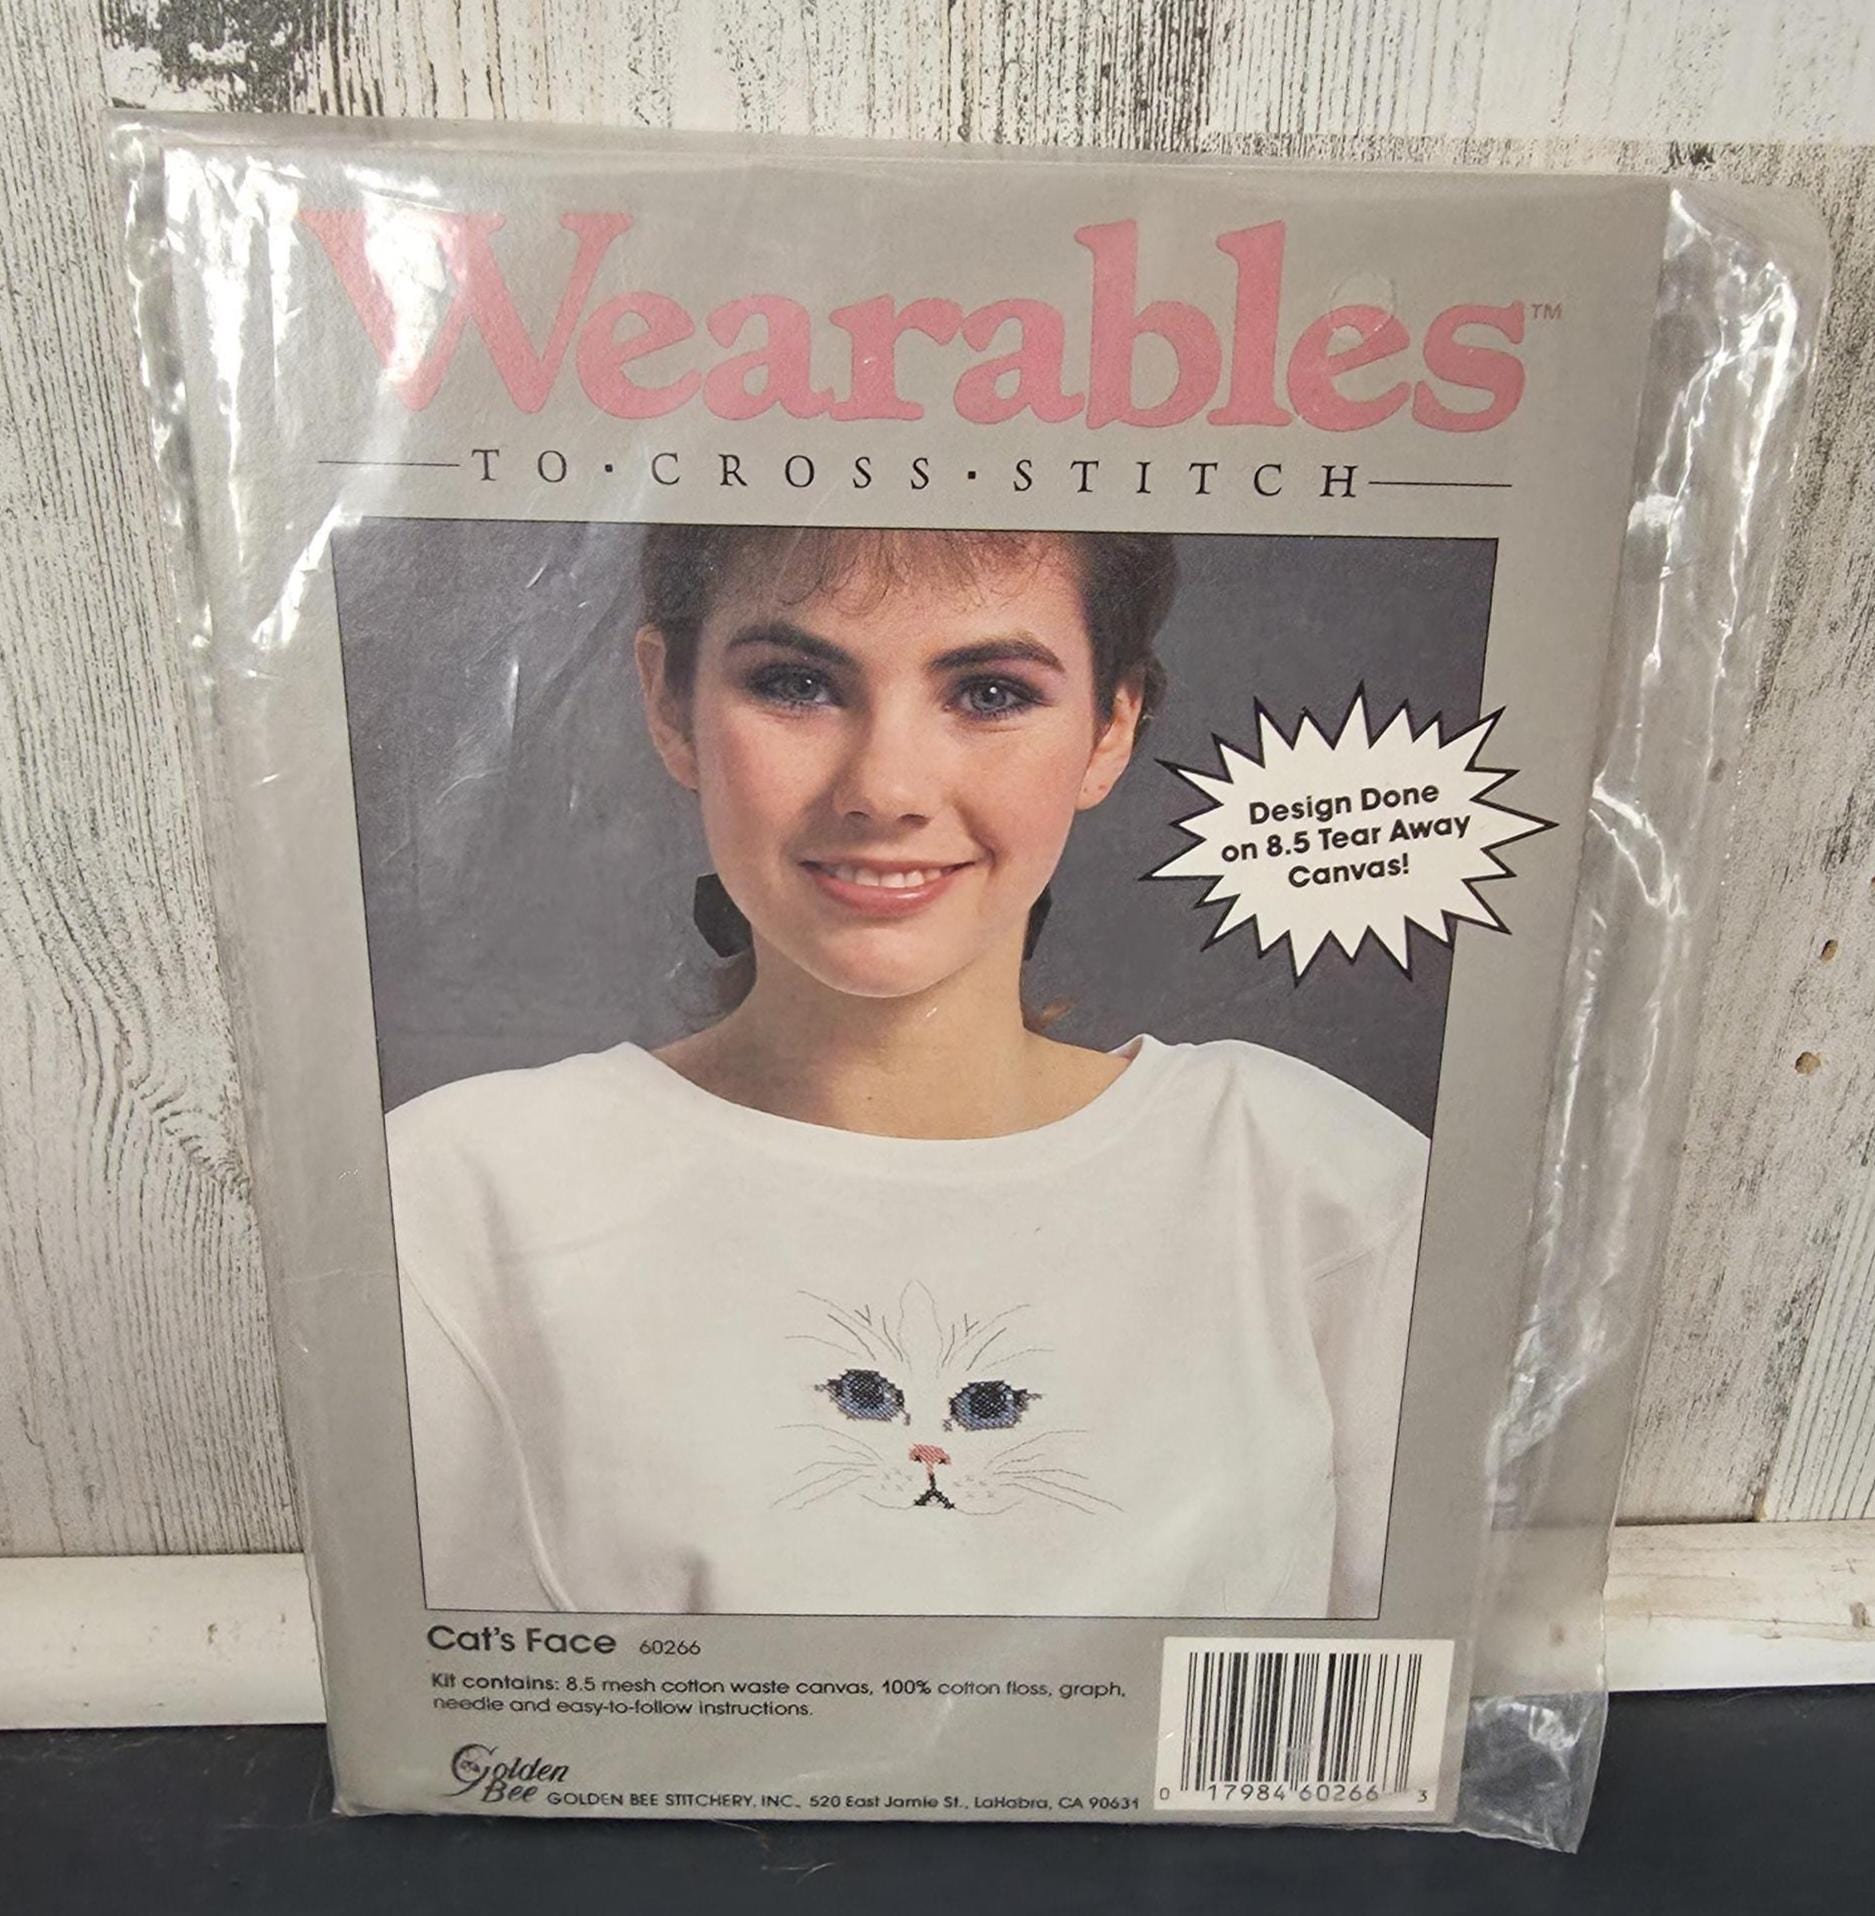 Wearables™
TO · CROSS · STITCH
Design Done
on 8.5 Tear Away
Canvas!
Cat's Face 60266
Kit contains: 8.5 mesh cotton waste canvas, 100% cotton floss, graph,
needle and easy-to-follow instructions.
Golden
Bee GOLDEN BEE STITCHERY, INC., 520 East Jamie St., LaHabra, CA 90631
0 17984 60266 3